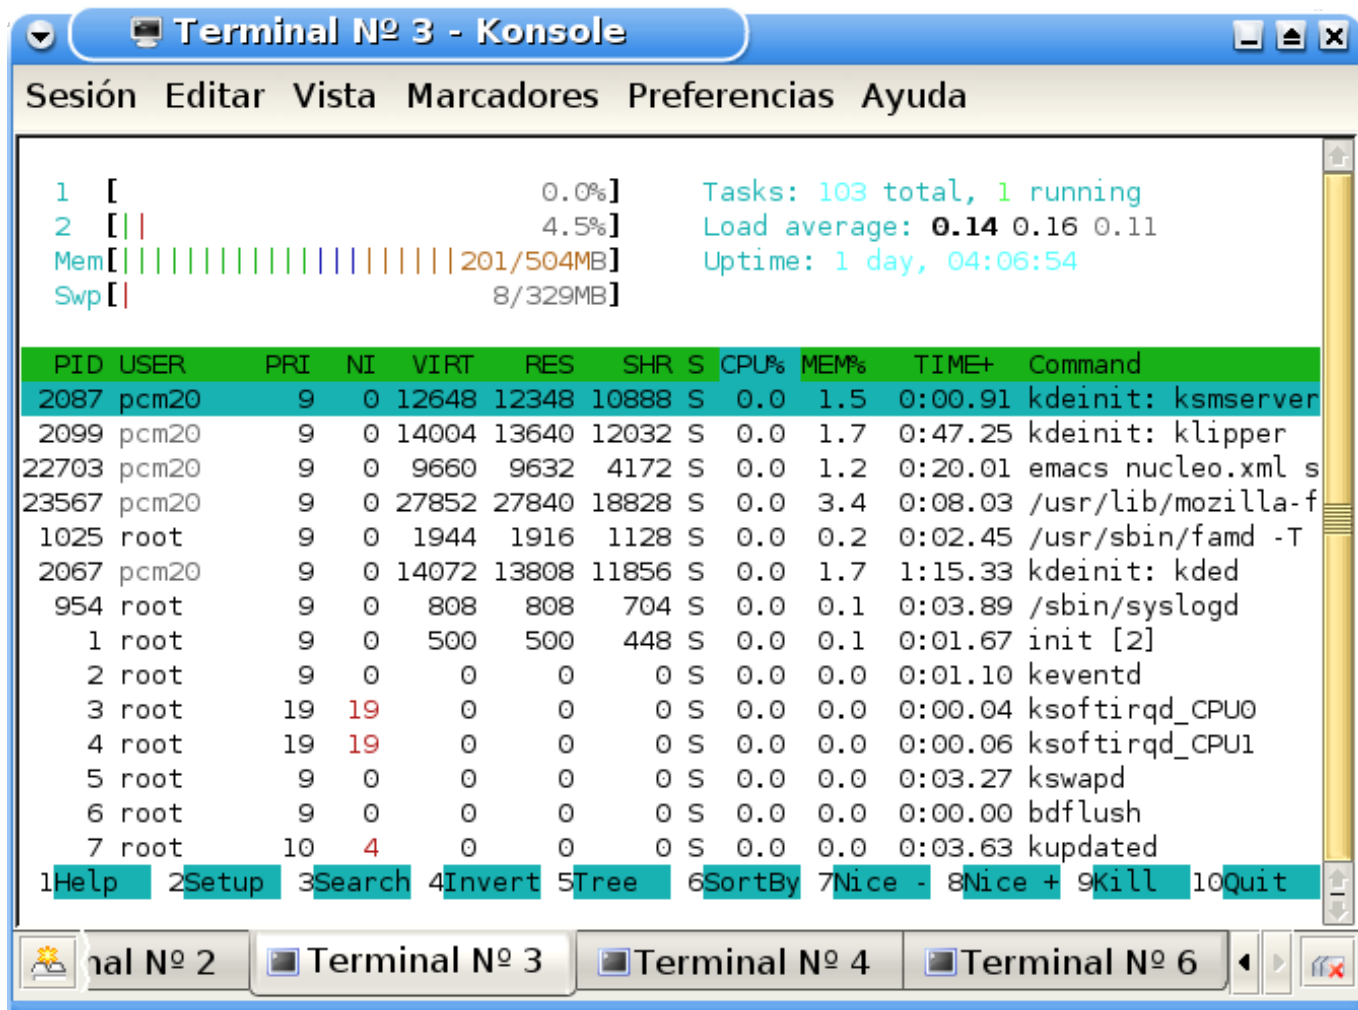 Terminal Nº 3 - Konsole
Sesión Editar Vista Marcadores Preferencias Ayuda
1 [ 0.0%] Tasks: 103 total, 1 running
2 [|| 4.5%] Load average: 0.14 0.16 0.11
Mem[||||||||||||||||||||||201/504MB] Uptime: 1 day, 04:06:54
Swp[| 8/329MB]
PID USER PRI NI VIRT RES SHR S CPU% MEM% TIME+ Command
2087 pcm20 9 0 12648 12348 10888 S 0.0 1.5 0:00.91 kdeinit: ksmserver
2099 pcm20 9 0 14004 13640 12032 S 0.0 1.7 0:47.25 kdeinit: klipper
22703 pcm20 9 0 9660 9632 4172 S 0.0 1.2 0:20.01 emacs nucleo.xml s
23567 pcm20 9 0 27852 27840 18828 S 0.0 3.4 0:08.03 /usr/lib/mozilla-f
1025 root 9 0 1944 1916 1128 S 0.0 0.2 0:02.45 /usr/sbin/famd -T
2067 pcm20 9 0 14072 13808 11856 S 0.0 1.7 1:15.33 kdeinit: kded
954 root 9 0 808 808 704 S 0.0 0.1 0:03.89 /sbin/syslogd
1 root 9 0 500 500 448 S 0.0 0.1 0:01.67 init [2]
2 root 9 0 0 0 0 S 0.0 0.0 0:01.10 keventd
3 root 19 19 0 0 0 S 0.0 0.0 0:00.04 ksoftirqd_CPU0
4 root 19 19 0 0 0 S 0.0 0.0 0:00.06 ksoftirqd_CPU1
5 root 9 0 0 0 0 S 0.0 0.0 0:03.27 kswapd
6 root 9 0 0 0 0 S 0.0 0.0 0:00.00 bdflush
7 root 10 4 0 0 0 S 0.0 0.0 0:03.63 kupdated
1Help 2Setup 3Search 4Invert 5Tree 6SortBy 7Nice - 8Nice + 9Kill 10Quit
nal Nº 2 Terminal Nº 3 Terminal Nº 4 Terminal Nº 6